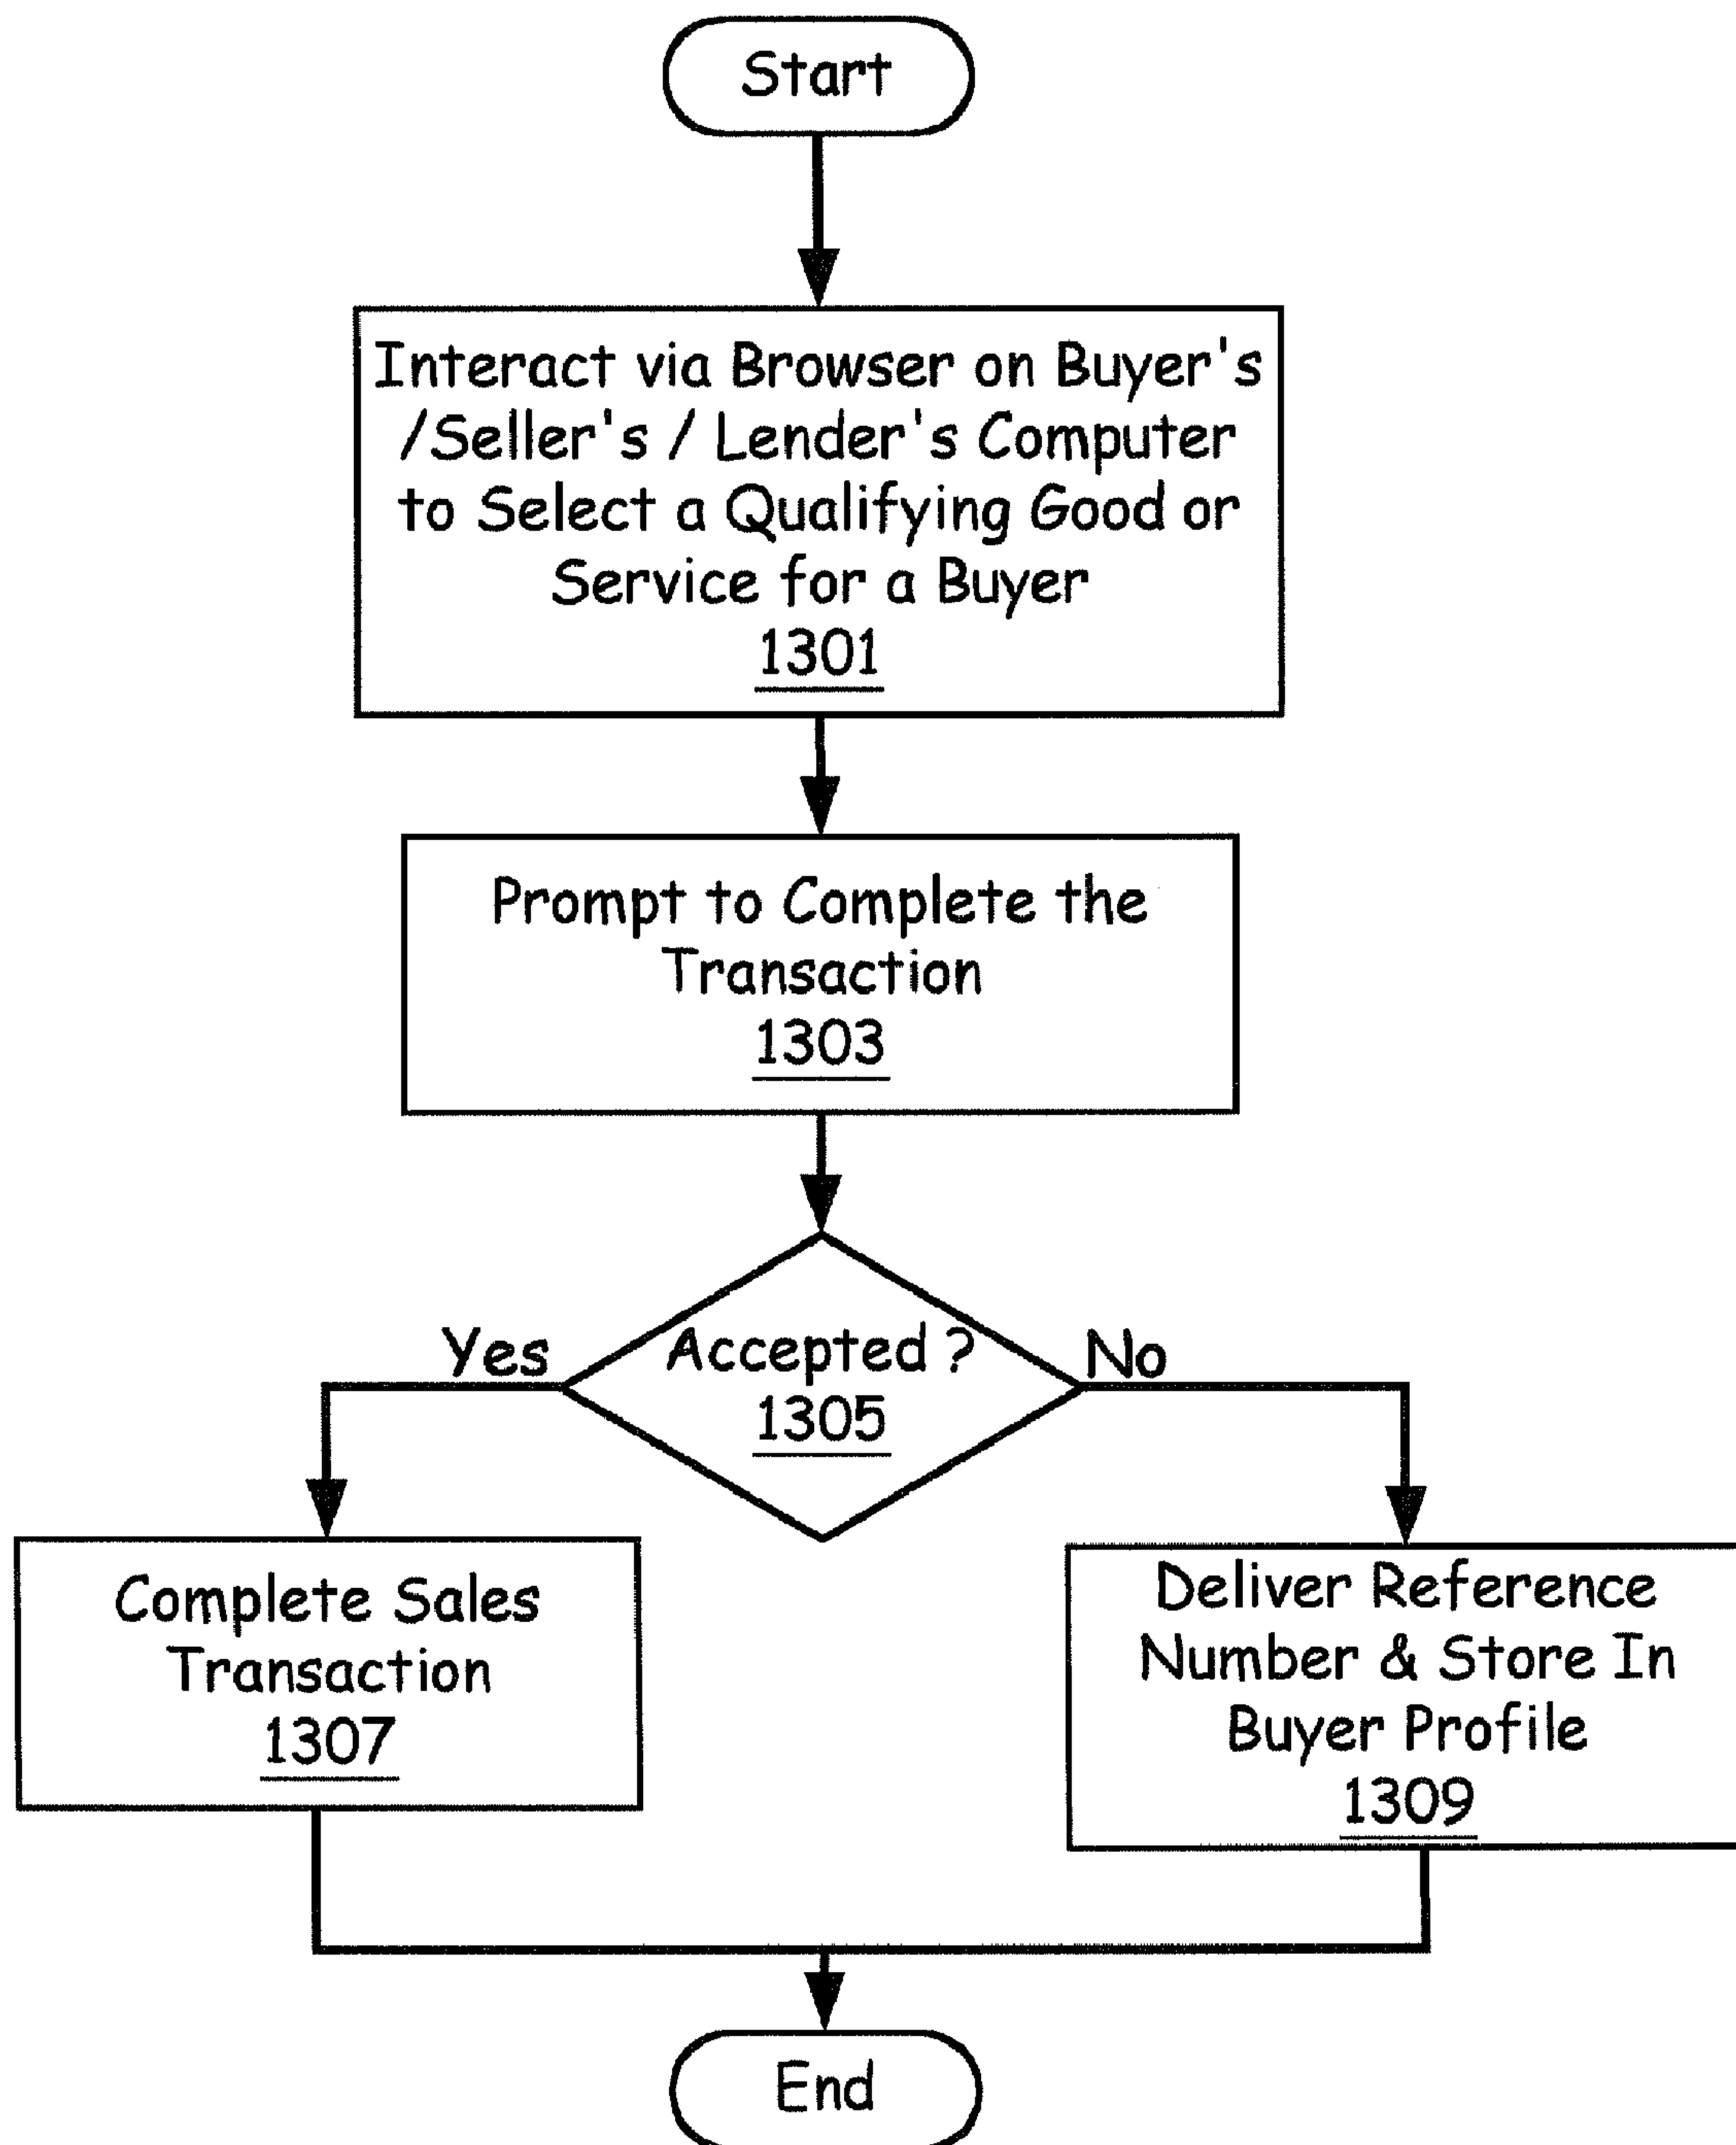 Start
Interact via Browser on Buyer's
/Seller's / Lender's Computer
to Select a Qualifying Good or
Service for a Buyer
1301
Prompt to Complete the
Transaction
1303
Accepted ?
1305
Yes
No
Complete Sales
Transaction
1307
Deliver Reference
Number & Store In
Buyer Profile
1309
End